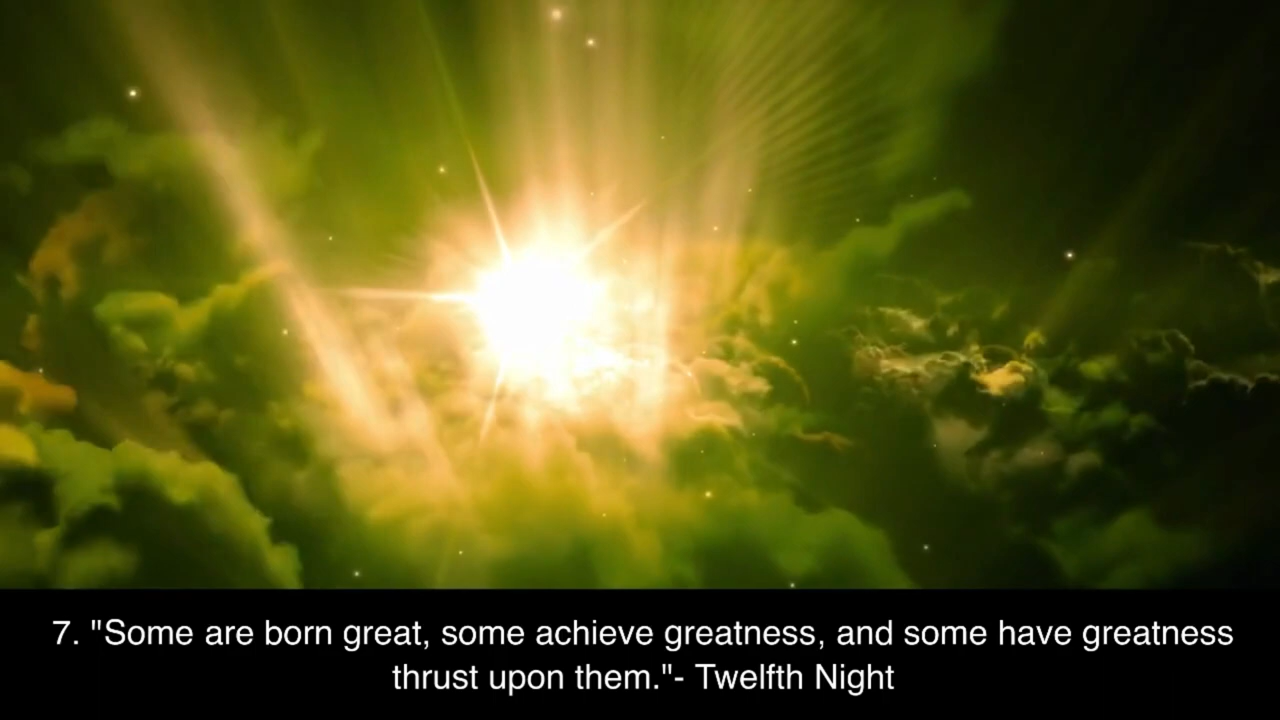 7. "Some are born great, some achieve greatness, and some have greatness
thrust upon them."- Twelfth Night